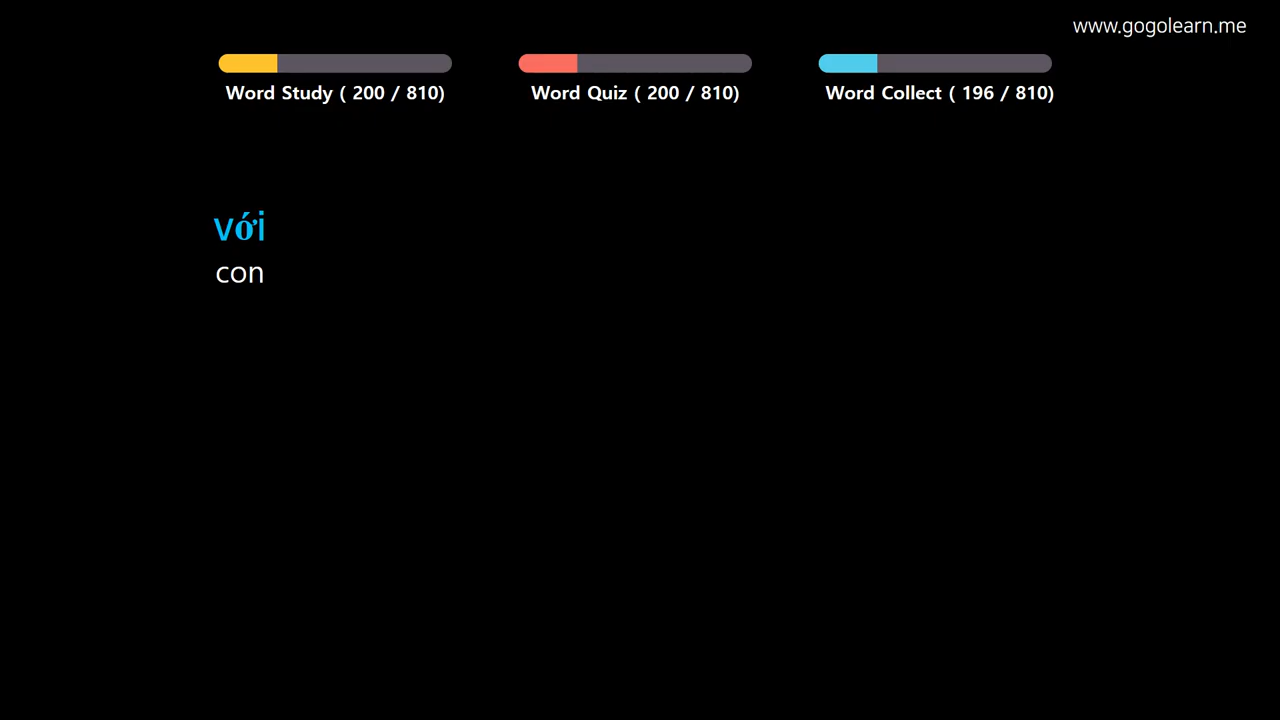 www.gogolearn.me
Word Study ( 200 / 810)
Word Quiz ( 200 / 810)
Word Collect ( 196 / 810)
với
con